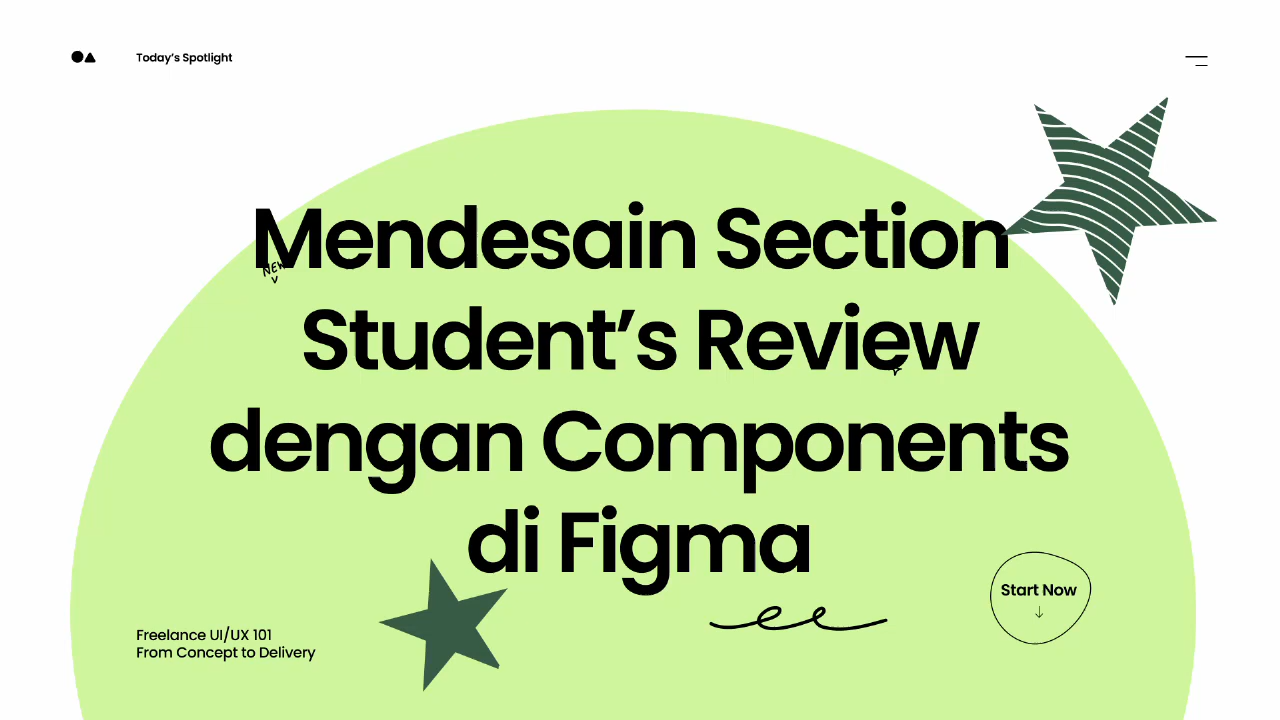 Today's Spotlight
Mendesain Section
NEW
Student’s Review
dengan Components
di Figma
Start Now
Freelance UI/UX 101
From Concept to Delivery